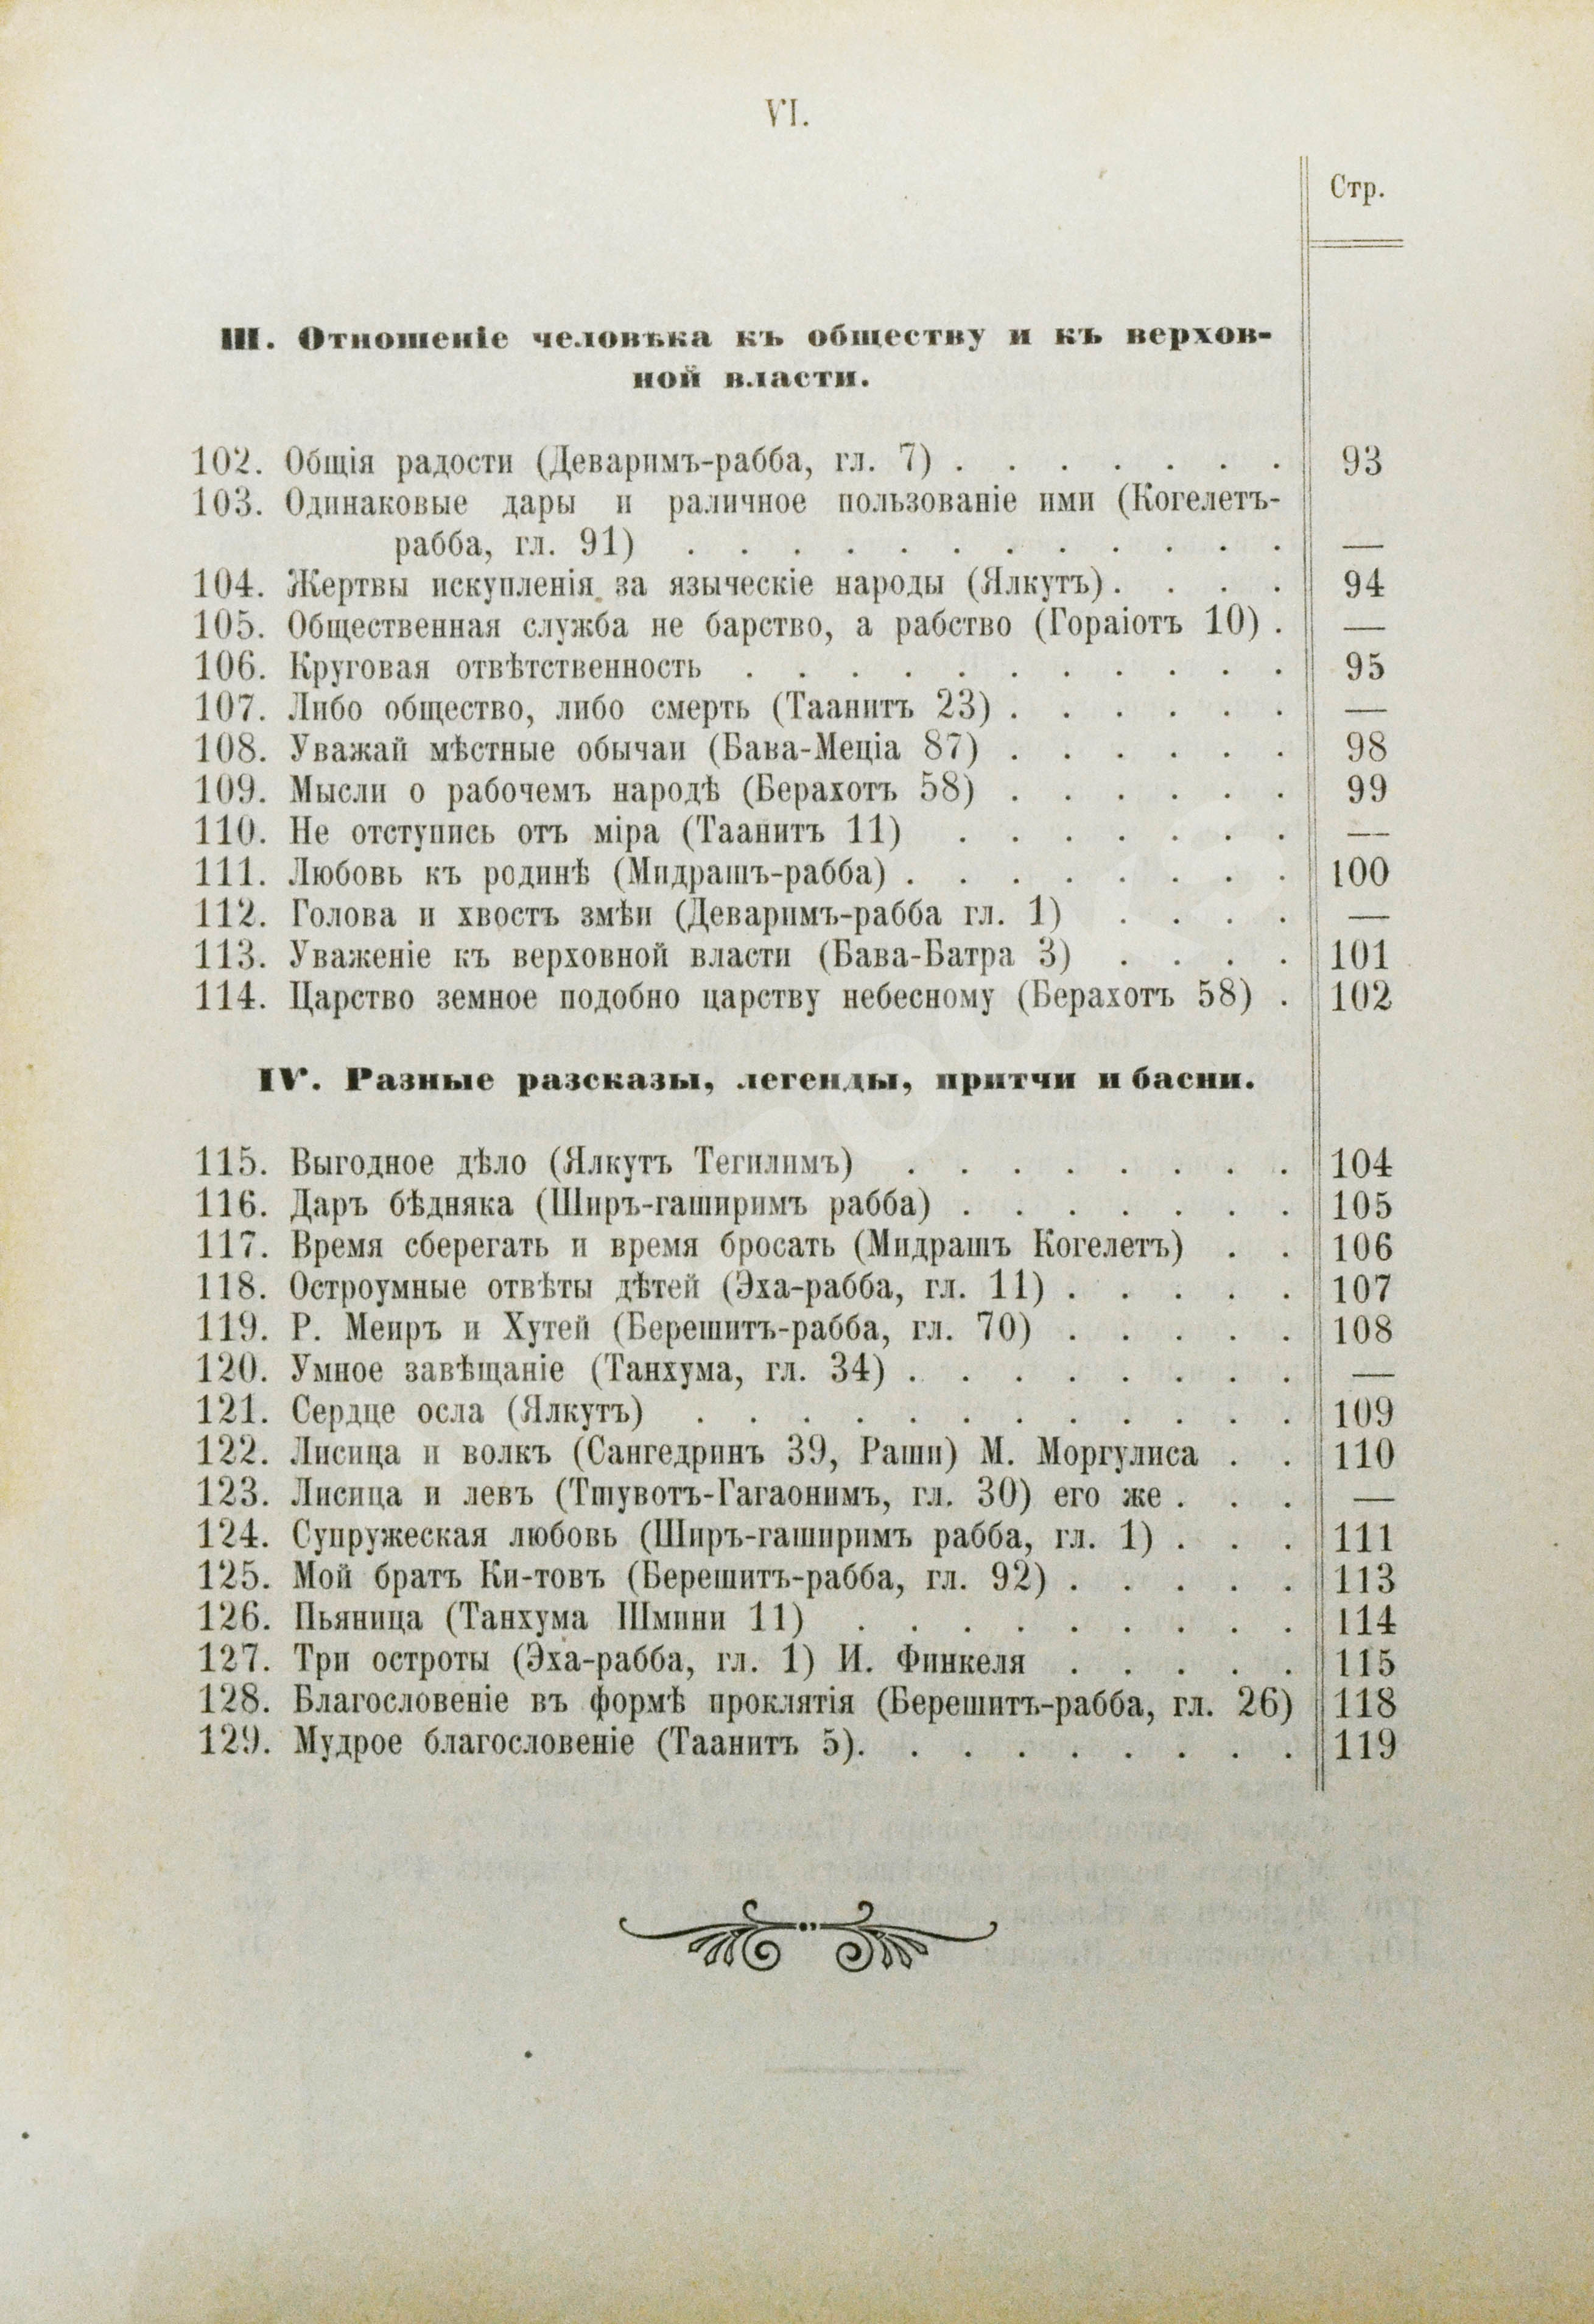 VI.
Стр.
III. Отношеніе человѣка къ обществу и къ верхов-
ной власти.
102. Общія радости (Деваримъ-рабба, гл. 7) . . . . . . . 93
103. Одинаковые дары и раличное пользованіе ими (Когелетъ-
рабба, гл. 91) . . . . . . . . . . . . —
104. Жертвы искупленія за языческіе народы (Ялкутъ) . . . . 94
105. Общественная служба не барство, а рабство (Гораіотъ 10) . —
106. Круговая отвѣтственность . . . . . . . . . . . 95
107. Либо общество, либо смерть (Таанитъ 23) . . . . . . —
108. Уважай мѣстные обычаи (Бава-Меціа 87) . . . . . . 98
109. Мысли о рабочемъ народѣ (Берахотъ 58) . . . . . . 99
110. Не отступись отъ міра (Таанитъ 11) . . . . . . . —
111. Любовь къ родинѣ (Мидрашъ-рабба) . . . . . . . . 100
112. Голова и хвостъ змѣи (Деваримъ-рабба гл. 1) . . . . —
113. Уваженіе къ верховной власти (Бава-Батра 3) . . . . 101
114. Царство земное подобно царству небесному (Берахотъ 58) . 102
IV. Разные разсказы, легенды, притчи и басни.
115. Выгодное дѣло (Ялкутъ Тегилимъ) . . . . . . . . 104
116. Даръ бѣдняка (Ширъ-гаширимъ рабба) . . . . . . . 105
117. Время сберегать и время бросать (Мидрашъ Когелетъ) . . 106
118. Остроумные отвѣты дѣтей (Эха-рабба, гл. 11) . . . . . 107
119. Р. Меиръ и Хутей (Берешитъ-рабба, гл. 70) . . . . . 108
120. Умное завѣщаніе (Танхума, гл. 34) . . . . . . . . —
121. Сердце осла (Ялкутъ) . . . . . . . . . . . . 109
122. Лисица и волкъ (Сангедринъ 39, Раши) М. Моргулиса . . 110
123. Лисица и левъ (Тшувотъ-Гагаонимъ, гл. 30) его же . . . —
124. Супружеская любовь (Ширъ-гаширимъ рабба, гл. 1) . . . 111
125. Мой братъ Ки-товъ (Берешитъ-рабба, гл. 92) . . . . . 113
126. Пьяница (Танхума Шмини 11) . . . . . . . . . 114
127. Три остроты (Эха-рабба, гл. 1) И. Финкеля . . . . . 115
128. Благословеніе въ формѣ проклятія (Берешитъ-рабба, гл. 26) 118
129. Мудрое благословеніе (Таанитъ 5). . . . . . . . . 119